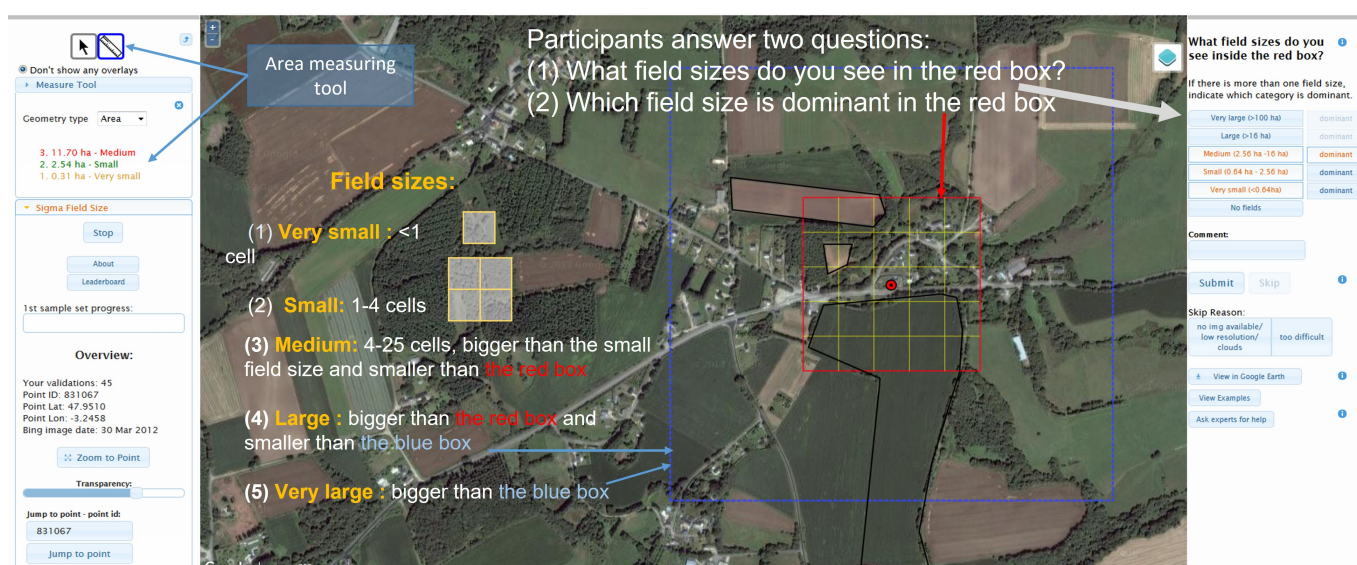 Don't show any overlays
Measure Tool
Geometry type Area
3. 11.70 ha - Medium
2. 2.54 ha - Small
1. 0.31 ha - Very small
Sigma Field Size
Stop
About
Leaderboard
1st sample set progress:
Overview:
Your validations: 45
Point ID: 831067
Point Lat: 47.9510
Point Lon: -3.2458
Bing image date: 30 Mar 2012
Zoom to Point
Transparency:
Jump to point - point id:
831067
Jump to point
+
-
Area measuring
tool
Participants answer two questions:
(1) What field sizes do you see in the red box?
(2) Which field size is dominant in the red box
Field sizes:
(1) Very small : <1
cell
(2) Small: 1-4 cells
(3) Medium: 4-25 cells, bigger than the small
field size and smaller than the red box
(4) Large : bigger than the red box and
smaller than the blue box
(5) Very large : bigger than the blue box
What field sizes do you
see inside the red box?
If there is more than one field size,
indicate which category is dominant.
Very large (>100 ha) dominant
Large (>16 ha) dominant
Medium (2.56 ha -16 ha) dominant
Small (0.64 ha - 2.56 ha) dominant
Very small (<0.64ha) dominant
No fields
Comment:
Submit Skip
Skip Reason:
no img available/
low resolution/
clouds
too difficult
View in Google Earth
View Examples
Ask experts for help